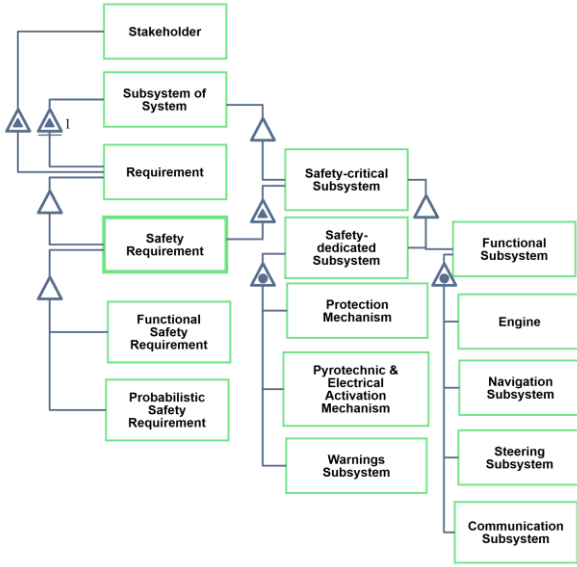 Stakeholder
Subsystem of
System
1
Requirement
Safety
Requirement
Functional
Safety
Requirement
Probabilistic
Safety
Requirement
Safety-critical
Subsystem
Safety-
dedicated
Subsystem
Protection
Mechanism
Pyrotechnic &
Electrical
Activation
Mechanism
Warnings
Subsystem
Functional
Subsystem
Engine
Navigation
Subsystem
Steering
Subsystem
Communication
Subsystem